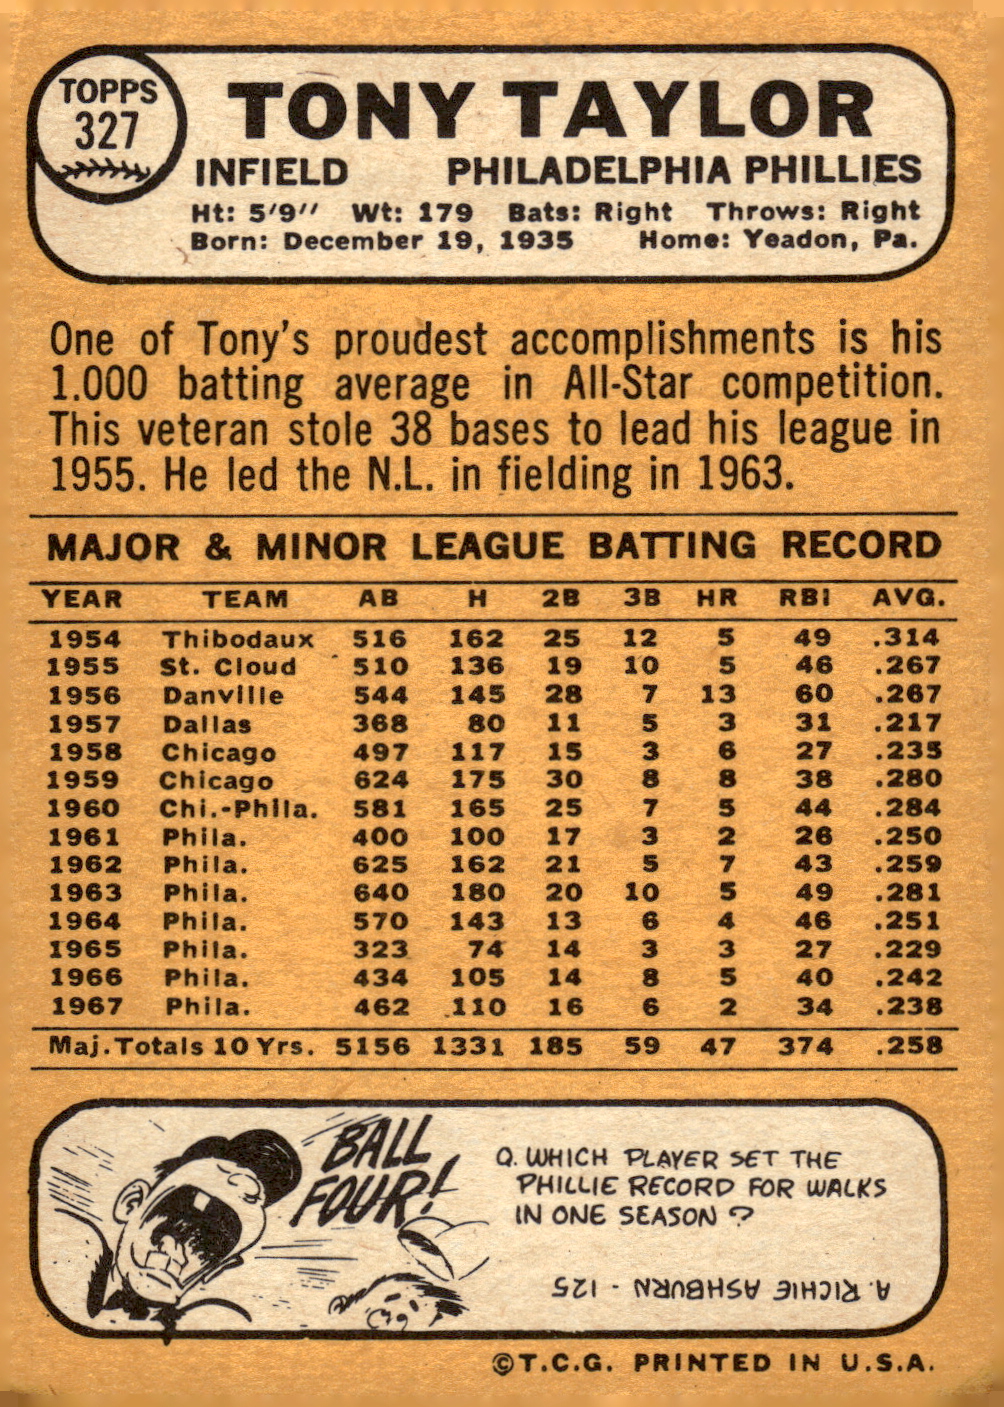 TOPPS
327
TONY TAYLOR
INFIELD PHILADELPHIA PHILLIES
Ht: 5'9" Wt: 179 Bats: Right Throws: Right
Born: December 19, 1935 Home: Yeadon, Pa.
One of Tony's proudest accomplishments is his
1.000 batting average in All-Star competition.
This veteran stole 38 bases to lead his league in
1955. He led the N.L. in fielding in 1963.
MAJOR & MINOR LEAGUE BATTING RECORD
YEAR TEAM AB H 2B 3B HR RBI AVG.
1954 Thibodaux 516 162 25 12 5 49 .314
1955 St. Cloud 510 136 19 10 5 46 .267
1956 Danville 544 145 28 7 13 60 .267
1957 Dallas 368 80 11 5 3 31 .217
1958 Chicago 497 117 15 3 6 27 .235
1959 Chicago 624 175 30 8 8 38 .280
1960 Chi.-Phila. 581 165 25 7 5 44 .284
1961 Phila. 400 100 17 3 2 26 .250
1962 Phila. 625 162 21 5 7 43 .259
1963 Phila. 640 180 20 10 5 49 .281
1964 Phila. 570 143 13 6 4 46 .251
1965 Phila. 323 74 14 3 3 27 .229
1966 Phila. 434 105 14 8 5 40 .242
1967 Phila. 462 110 16 6 2 34 .238
Maj. Totals 10 Yrs. 5156 1331 185 59 47 374 .258
BALL
FOUR!
Q. WHICH PLAYER SET THE
PHILLIE RECORD FOR WALKS
IN ONE SEASON?
A. RICHIE ASHBURN - 125
©T.C.G. PRINTED IN U.S.A.